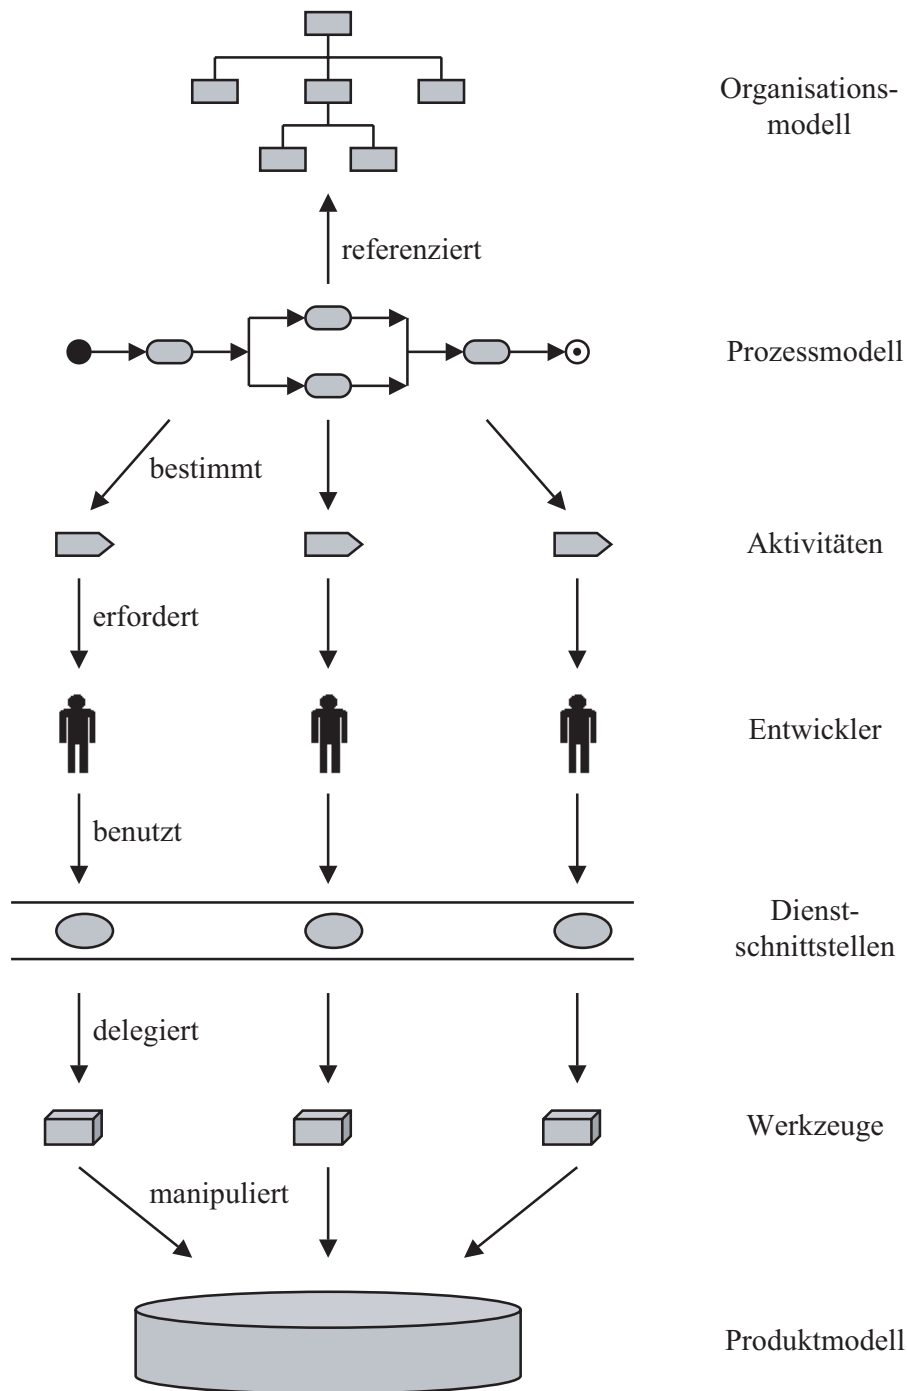 Organisations-
modell
referenziert
Prozessmodell
bestimmt
Aktivitäten
erfordert
Entwickler
benutzt
Dienst-
schnittstellen
delegiert
Werkzeuge
manipuliert
Produktmodell